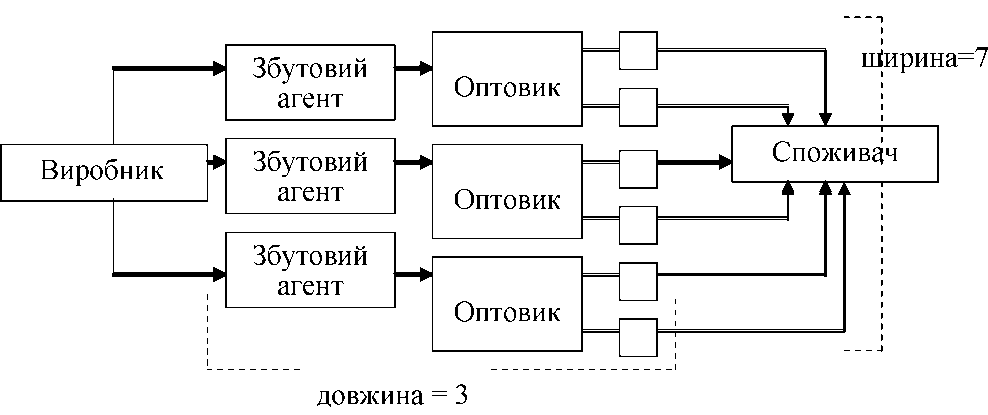 Збутовий
агент
Оптовик
ширина=7
Виробник
Збутовий
агент
Оптовик
Споживач
Збутовий
агент
Оптовик
довжина = 3